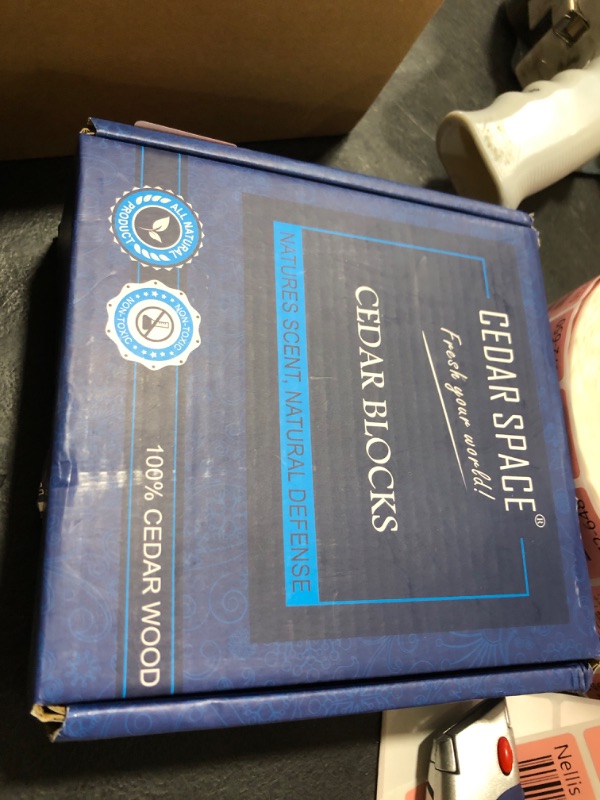 CEDAR SPACE®
Fresh your world!
CEDAR BLOCKS
NATURES SCENT, NATURAL DEFENSE
ALL NATURAL
PRODUCT
NON-TOXIC
NON-TOXIC
100% CEDAR WOOD
Nellis